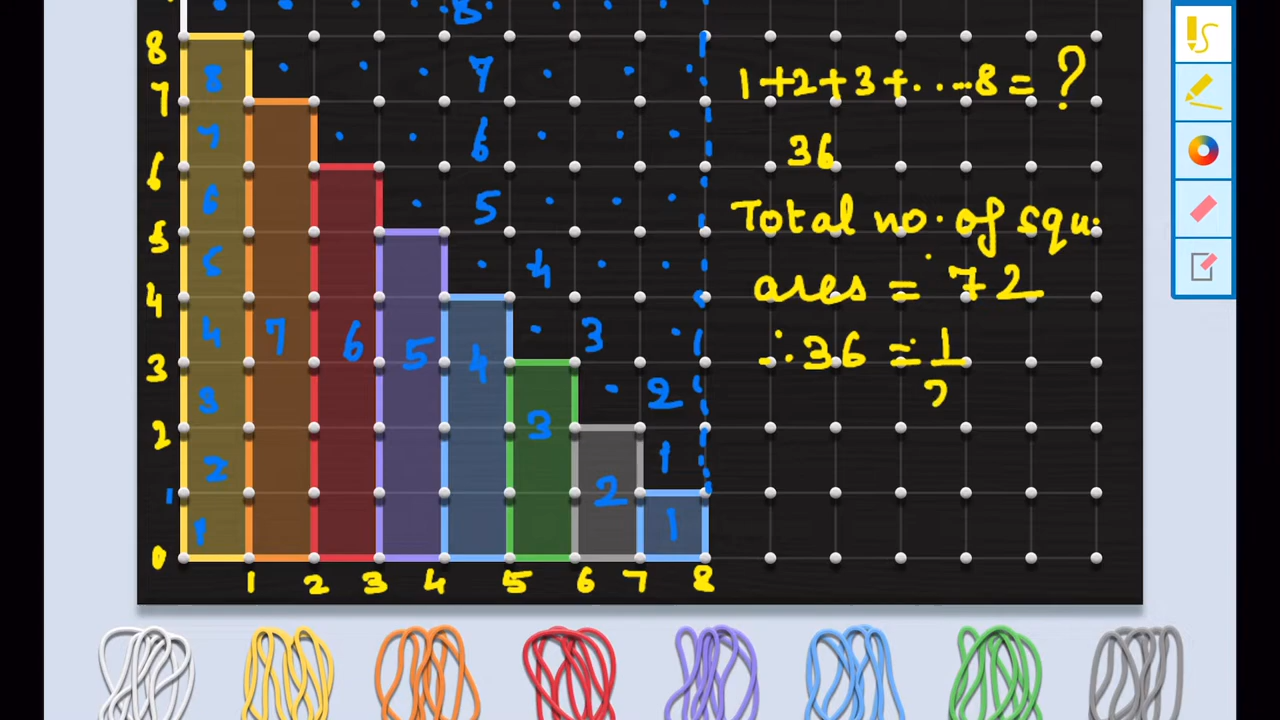 8
8 8 7 1+2+3+.....8 = ?
7
7 6 36
6
6 5 Total no. of squ.
5
5 4 ares = 72
4
4 7 6 5 4 3 ∴36 = 1/2
3
3 3 2
2
2 2 1
1
1 1
0
1 2 3 4 5 6 7 8